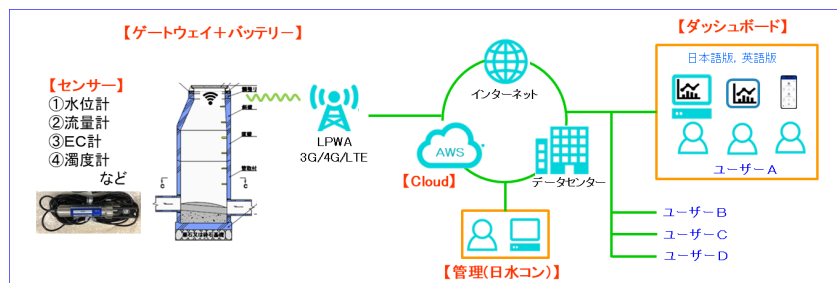 【ゲートウェイ+バッテリー】
【センサー】
①水位計
②流量計
③EC計
④濁度計
など
LPWA
3G/4G/LTE
インターネット
AWS
【Cloud】
データセンター
【管理(日水コン)】
【ダッシュボード】
日本語版, 英語版
ユーザーA
ユーザーB
ユーザーC
ユーザーD